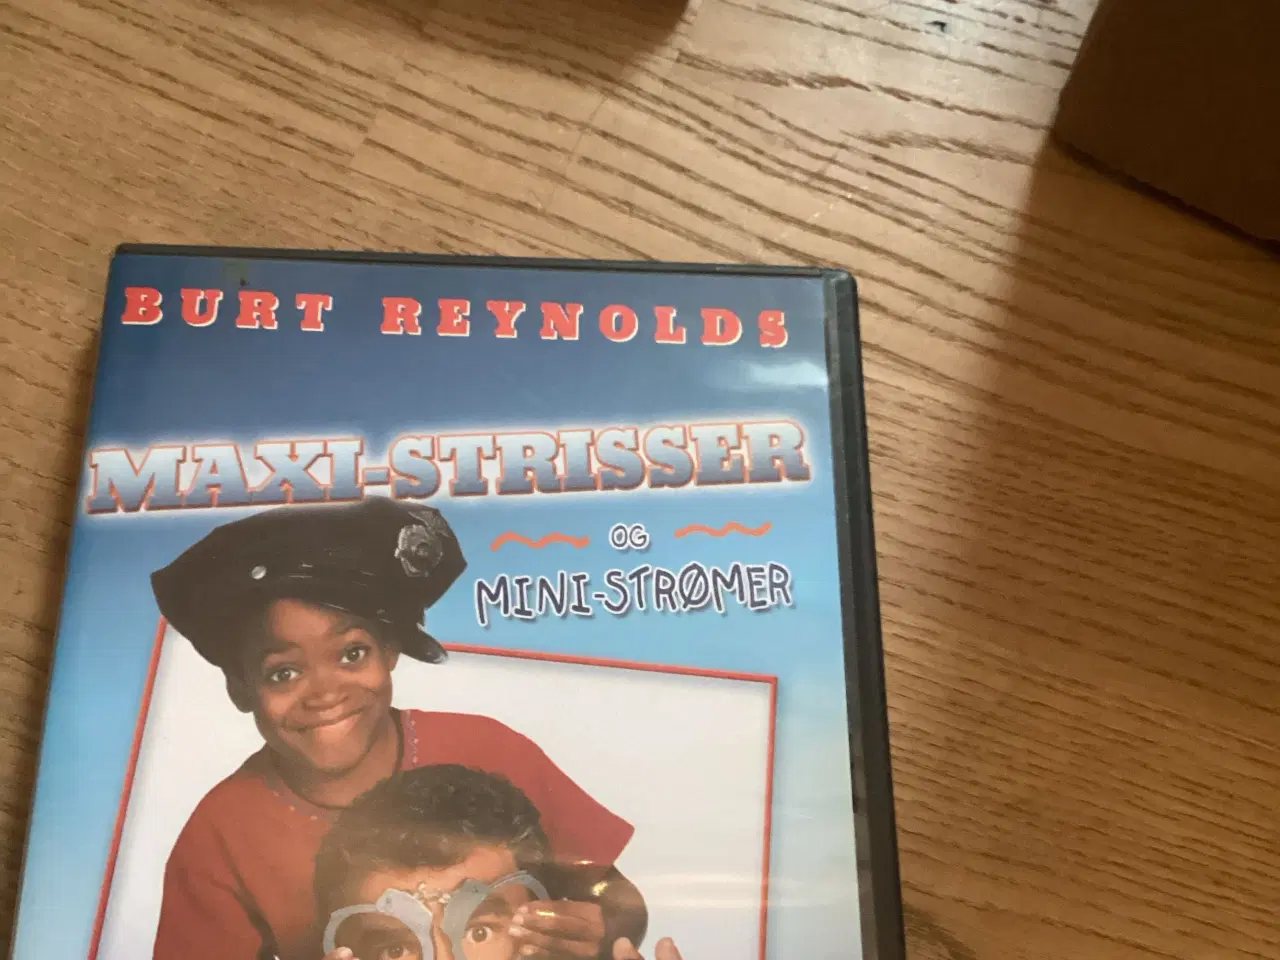 BURT REYNOLDS
MAXI-STRISSER
OG
MINI-STRØMER